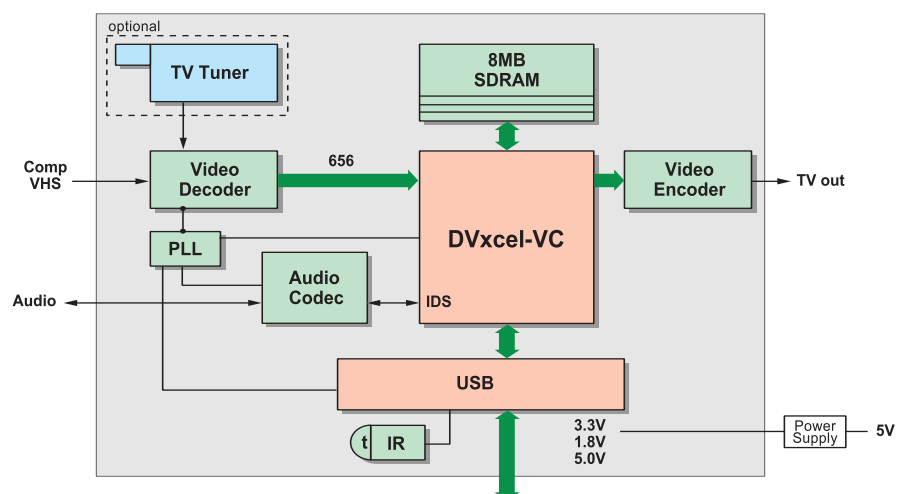 optional
TV Tuner
8MB
SDRAM
Comp
VHS
Video
Decoder
656
DVxcel-VC
Video
Encoder
TV out
PLL
Audio
Codec
Audio
IDS
USB
t
IR
3.3V
1.8V
5.0V
Power
Supply
5V